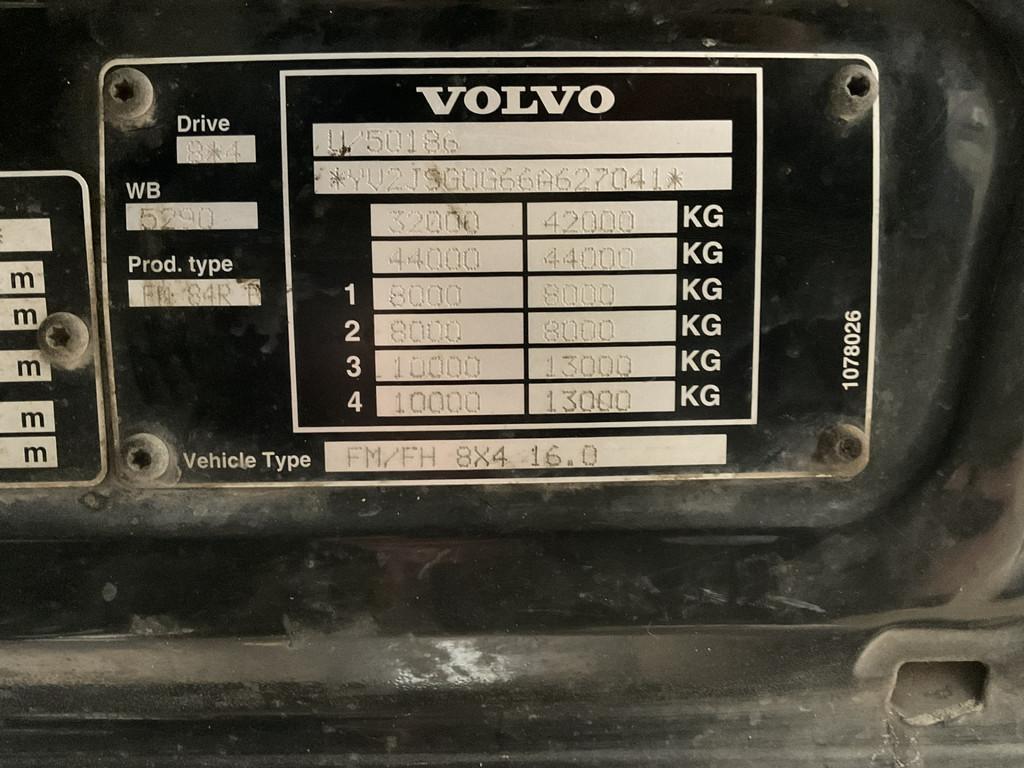 VOLVO
Drive
8*4
U/50186
*YV2JSG0G66A627041*
WB
5290
32000 42000 KG
44000 44000 KG
Prod. type
FM 84R B
1 8000 8000 KG
2 8000 8000 KG
3 10000 13000 KG
4 10000 13000 KG
Vehicle Type FM/FH 8X4 16.0
1078026
m
m
m
m
m